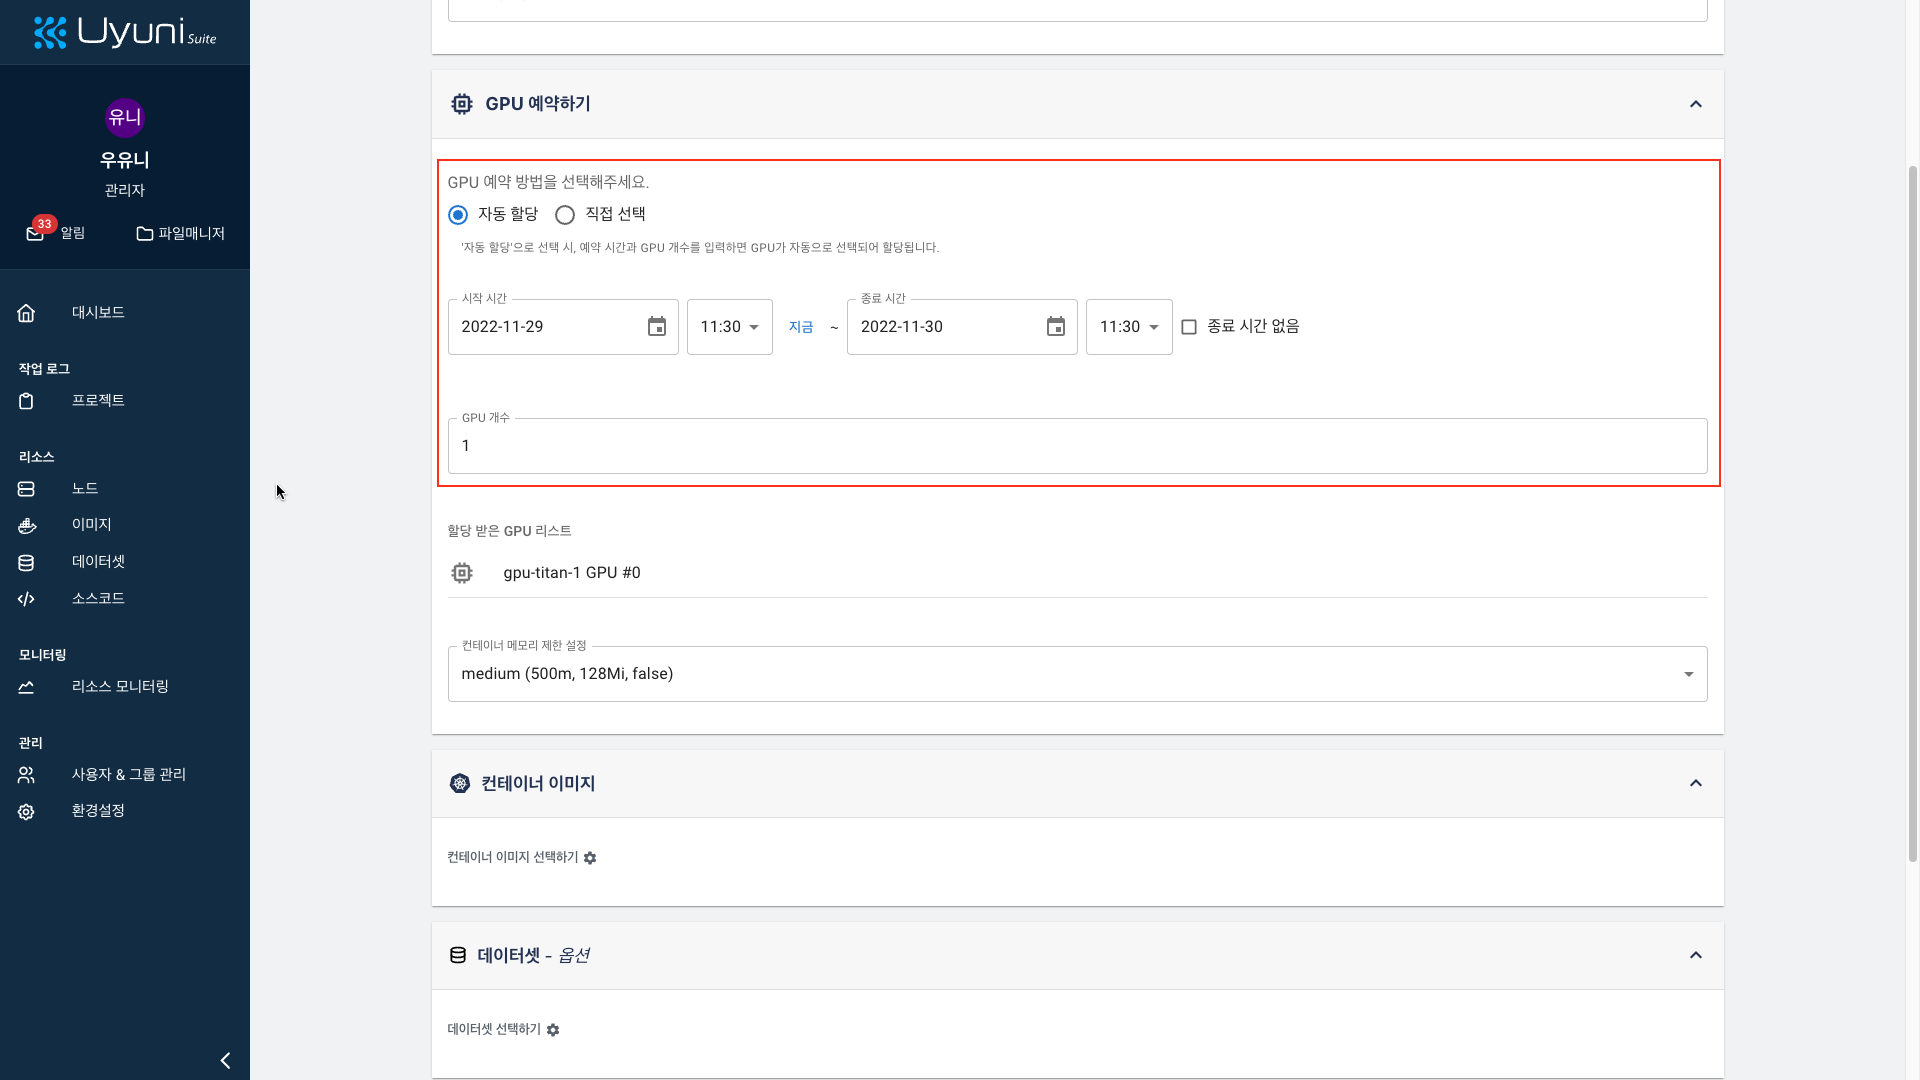 Uyuni Suite
유니
우유니
관리자
33 알림 파일매니저
대시보드
작업 로그
프로젝트
리소스
노드
이미지
데이터셋
소스코드
모니터링
리소스 모니터링
관리
사용자 & 그룹 관리
환경설정
GPU 예약하기
GPU 예약 방법을 선택해주세요.
자동 할당 직접 선택
'자동 할당'으로 선택 시, 예약 시간과 GPU 개수를 입력하면 GPU가 자동으로 선택되어 할당됩니다.
시작 시간 종료 시간
2022-11-29 11:30 지금 ~ 2022-11-30 11:30 종료 시간 없음
GPU 개수
1
할당 받은 GPU 리스트
gpu-titan-1 GPU #0
컨테이너 메모리 제한 설정
medium (500m, 128Mi, false)
컨테이너 이미지
컨테이너 이미지 선택하기
데이터셋 - 옵션
데이터셋 선택하기